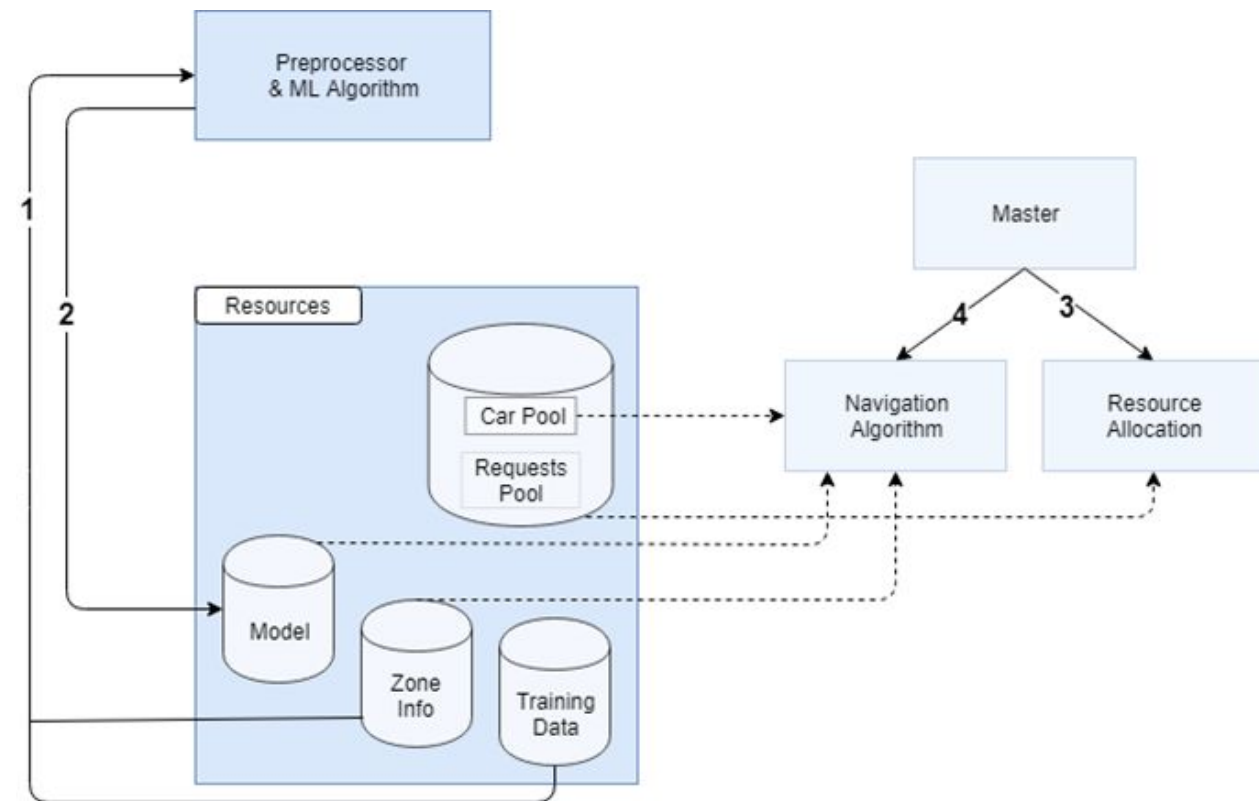 Preprocessor
& ML Algorithm
1
Master
2
Resources
4
3
Car Pool
Navigation
Algorithm
Resource
Allocation
Requests
Pool
Model
Zone
Info
Training
Data